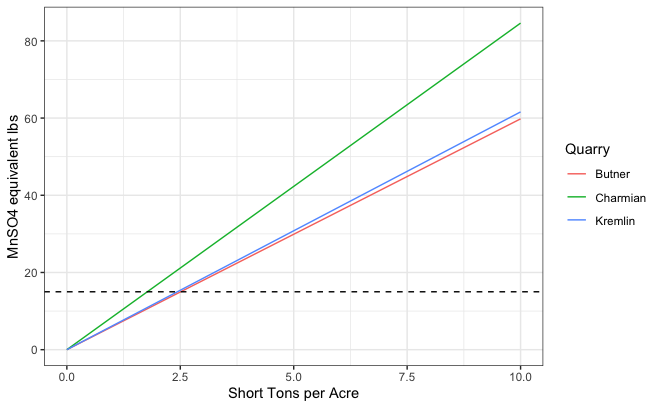 MnSO4 equivalent lbs
80
60
40
20
0
0.0 2.5 5.0 7.5 10.0
Short Tons per Acre
Quarry
Butner
Charmian
Kremlin